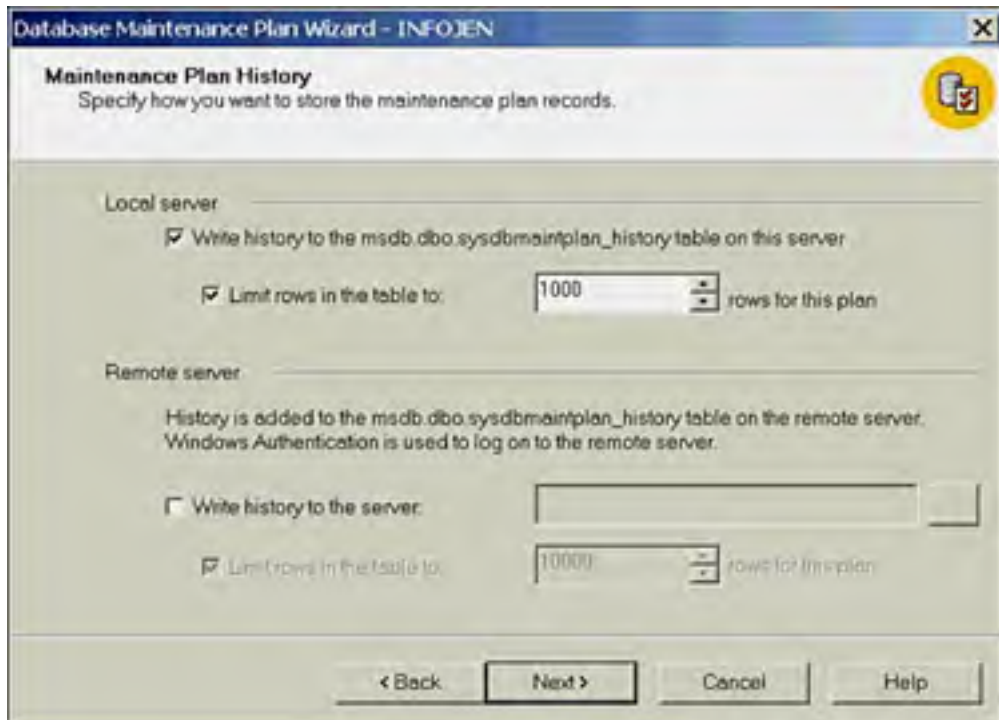 Database Maintenance Plan Wizard - INFOJEN
Maintenance Plan History
Specify how you want to store the maintenance plan records.
Local server
Write history to the msdb.dbo.sysdbmaintplan_history table on this server
Limit rows in the table to:
1000
rows for this plan
Remote server
History is added to the msdb.dbo.sysdbmaintplan_history table on the remote server.
Windows Authentication is used to log on to the remote server.
Write history to the server:
Limit rows in the table to:
10000
rows for this plan
< Back
Next >
Cancel
Help